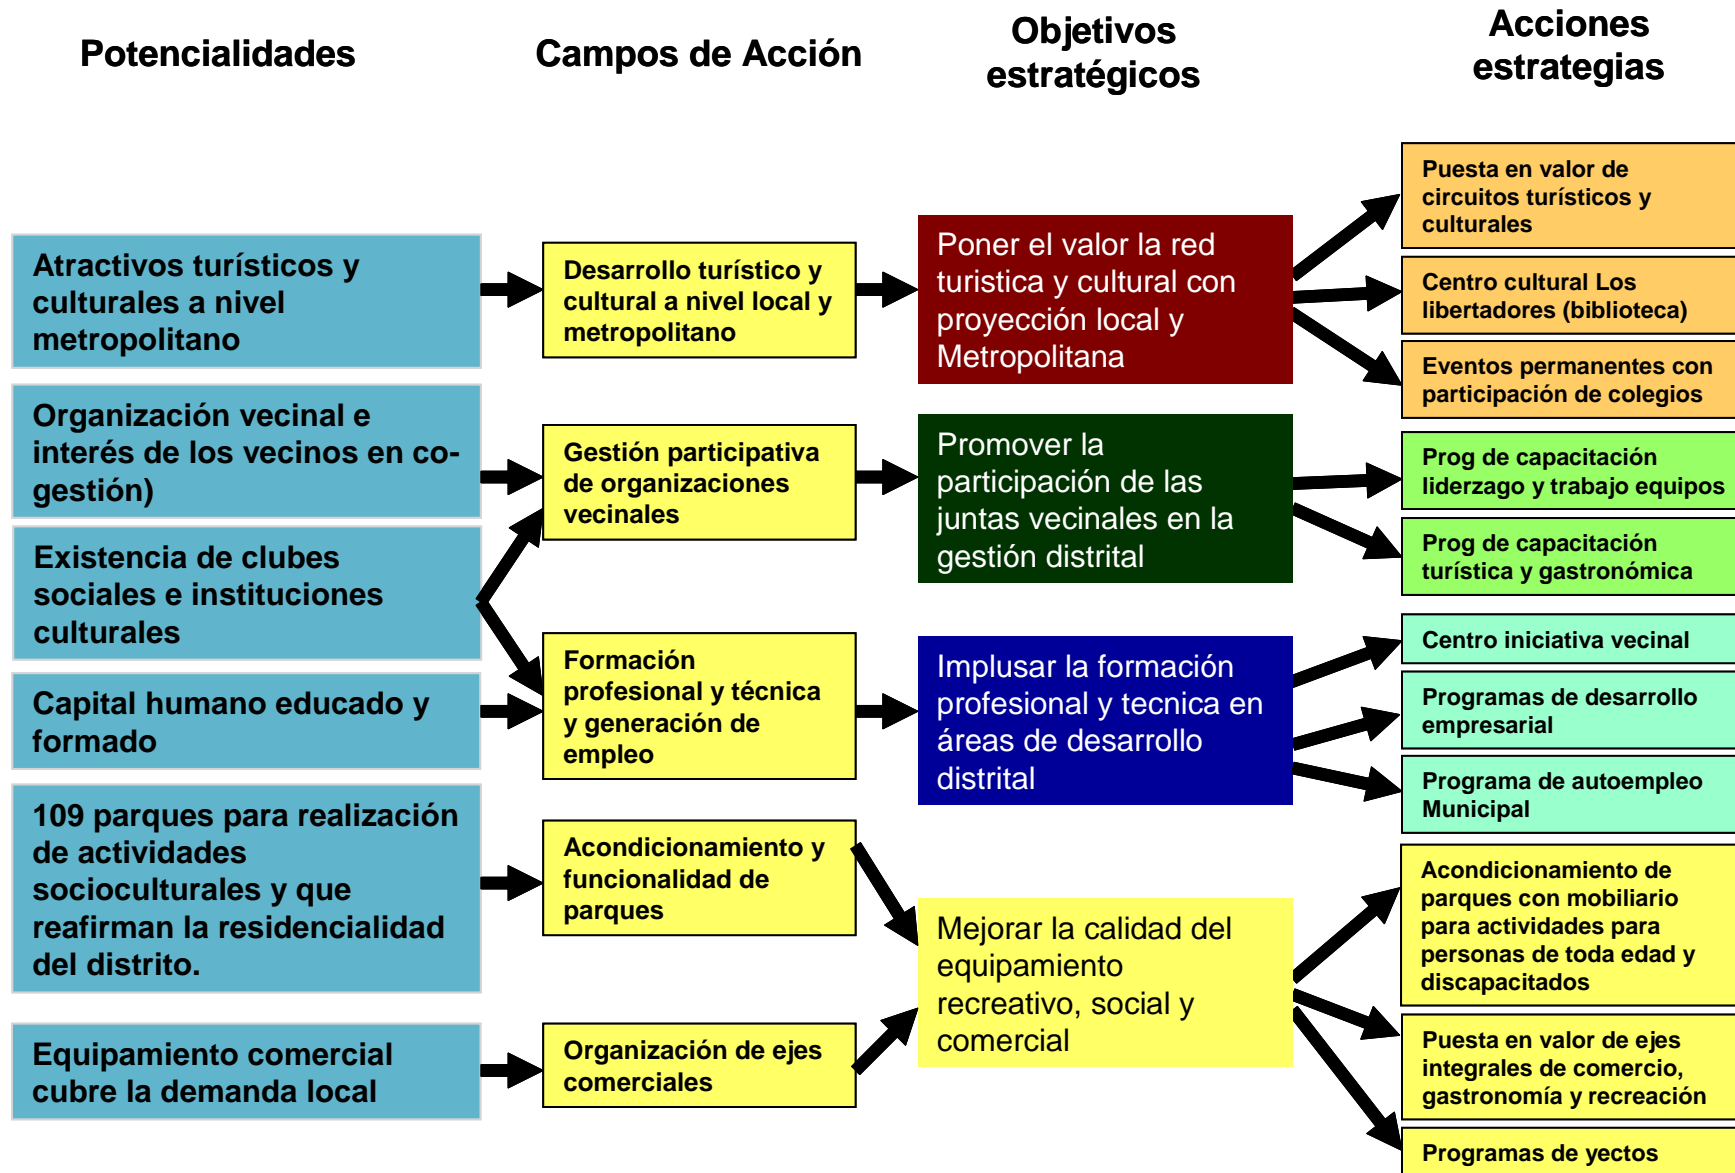 Potencialidades
Campos de Acción
Objetivos
estratégicos
Acciones
estrategias
Atractivos turísticos y
culturales a nivel
metropolitano
Organización vecinal e
interés de los vecinos en co-
gestión)
Existencia de clubes
sociales e instituciones
culturales
Capital humano educado y
formado
109 parques para realización
de actividades
socioculturales y que
reafirman la residencialidad
del distrito.
Equipamiento comercial
cubre la demanda local
Desarrollo turístico y
cultural a nivel local y
metropolitano
Gestión participativa
de organizaciones
vecinales
Formación
profesional y técnica
y generación de
empleo
Acondicionamiento y
funcionalidad de
parques
Organización de ejes
comerciales
Poner el valor la red
turistica y cultural con
proyección local y
Metropolitana
Promover la
participación de las
juntas vecinales en la
gestión distrital
Implusar la formación
profesional y tecnica en
áreas de desarrollo
distrital
Mejorar la calidad del
equipamiento
recreativo, social y
comercial
Puesta en valor de
circuitos turísticos y
culturales
Centro cultural Los
libertadores (biblioteca)
Eventos permanentes con
participación de colegios
Prog de capacitación
liderzago y trabajo equipos
Prog de capacitación
turística y gastronómica
Centro iniciativa vecinal
Programas de desarrollo
empresarial
Programa de autoempleo
Municipal
Acondicionamiento de
parques con mobiliario
para actividades para
personas de toda edad y
discapacitados
Puesta en valor de ejes
integrales de comercio,
gastronomía y recreación
Programas de yectos